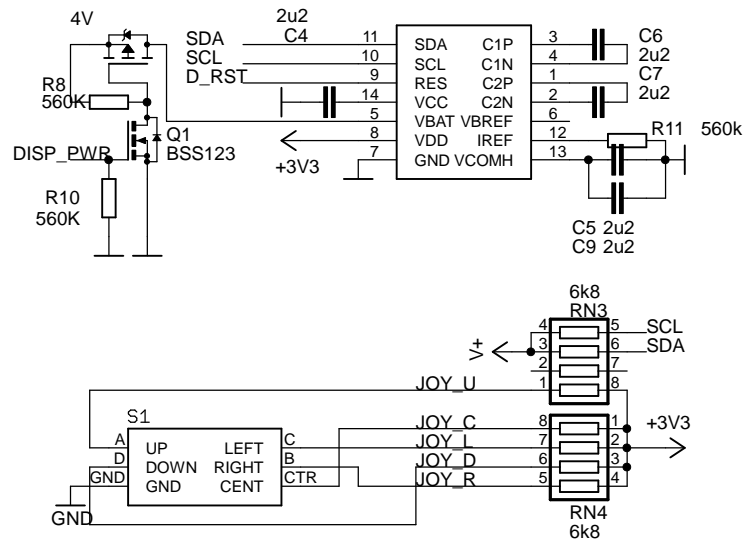 4V
2u2
C4
SDA
SCL
D_RST
11
10
9
14
5
8
7
SDA
SCL
RES
VCC
VBAT
VDD
GND
C1P
C1N
C2P
C2N
VBREF
IREF
VCOMH
3
4
1
2
6
12
13
C6
2u2
C7
2u2
R11
560k
+3V3
C5 2u2
C9 2u2
R8
560K
Q1
BSS123
DISP_PWR
R10
560K
6k8
RN3
4
3
2
1
5
6
7
8
SCL
SDA
V+
JOY_U
JOY_C
JOY_L
JOY_D
JOY_R
8
7
6
5
1
2
3
4
+3V3
RN4
6k8
S1
A
D
GND
UP
DOWN
GND
LEFT
RIGHT
CENT
C
B
CTR
GND